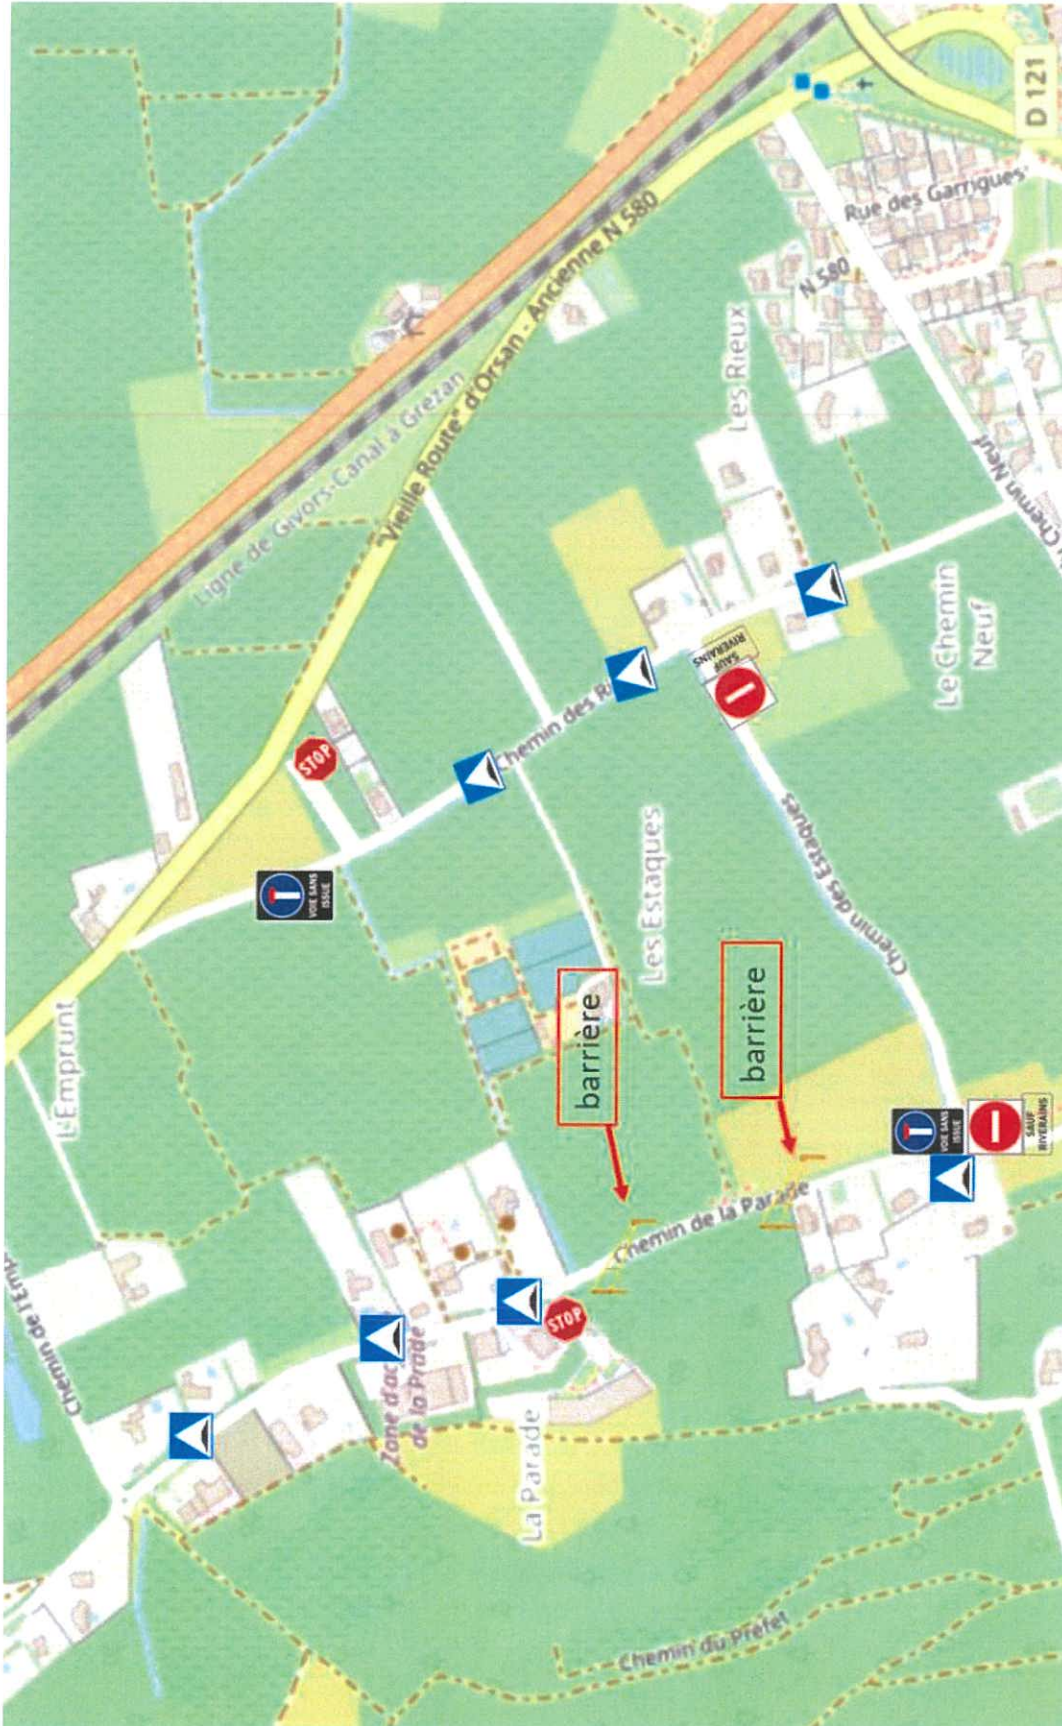 D 121
Rue des Garrigues
N 580
"Vieille Route" d'Orsan - Ancienne N 580
Ligne de Givors-Canal à Grezan
Les Rieux
Chemin Neuf
Le Chemin
Neuf
SAUF
RIVERAINS
Chemin des
STOP
VOIE SANS
ISSUE
Les Estaques
Chemin des Estaques
L'Emprunt
barrière
barrière
VOIE SANS
ISSUE
SAUF
RIVERAINS
Chemin de la Parade
STOP
Chemin de l'Emp
Zone d'ac
de la Prade
La Parade
Chemin du Préfet